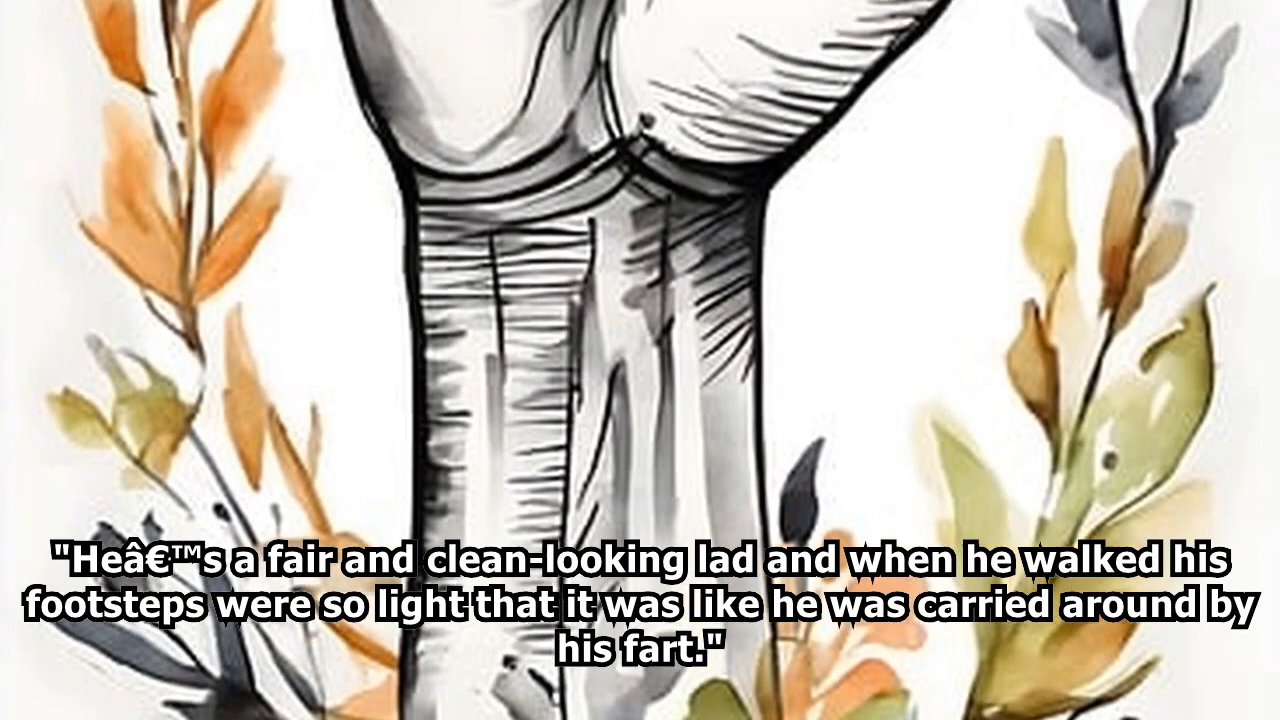 "Heâ€™s a fair and clean-looking lad and when he walked his
footsteps were so light that it was like he was carried around by
his fart."